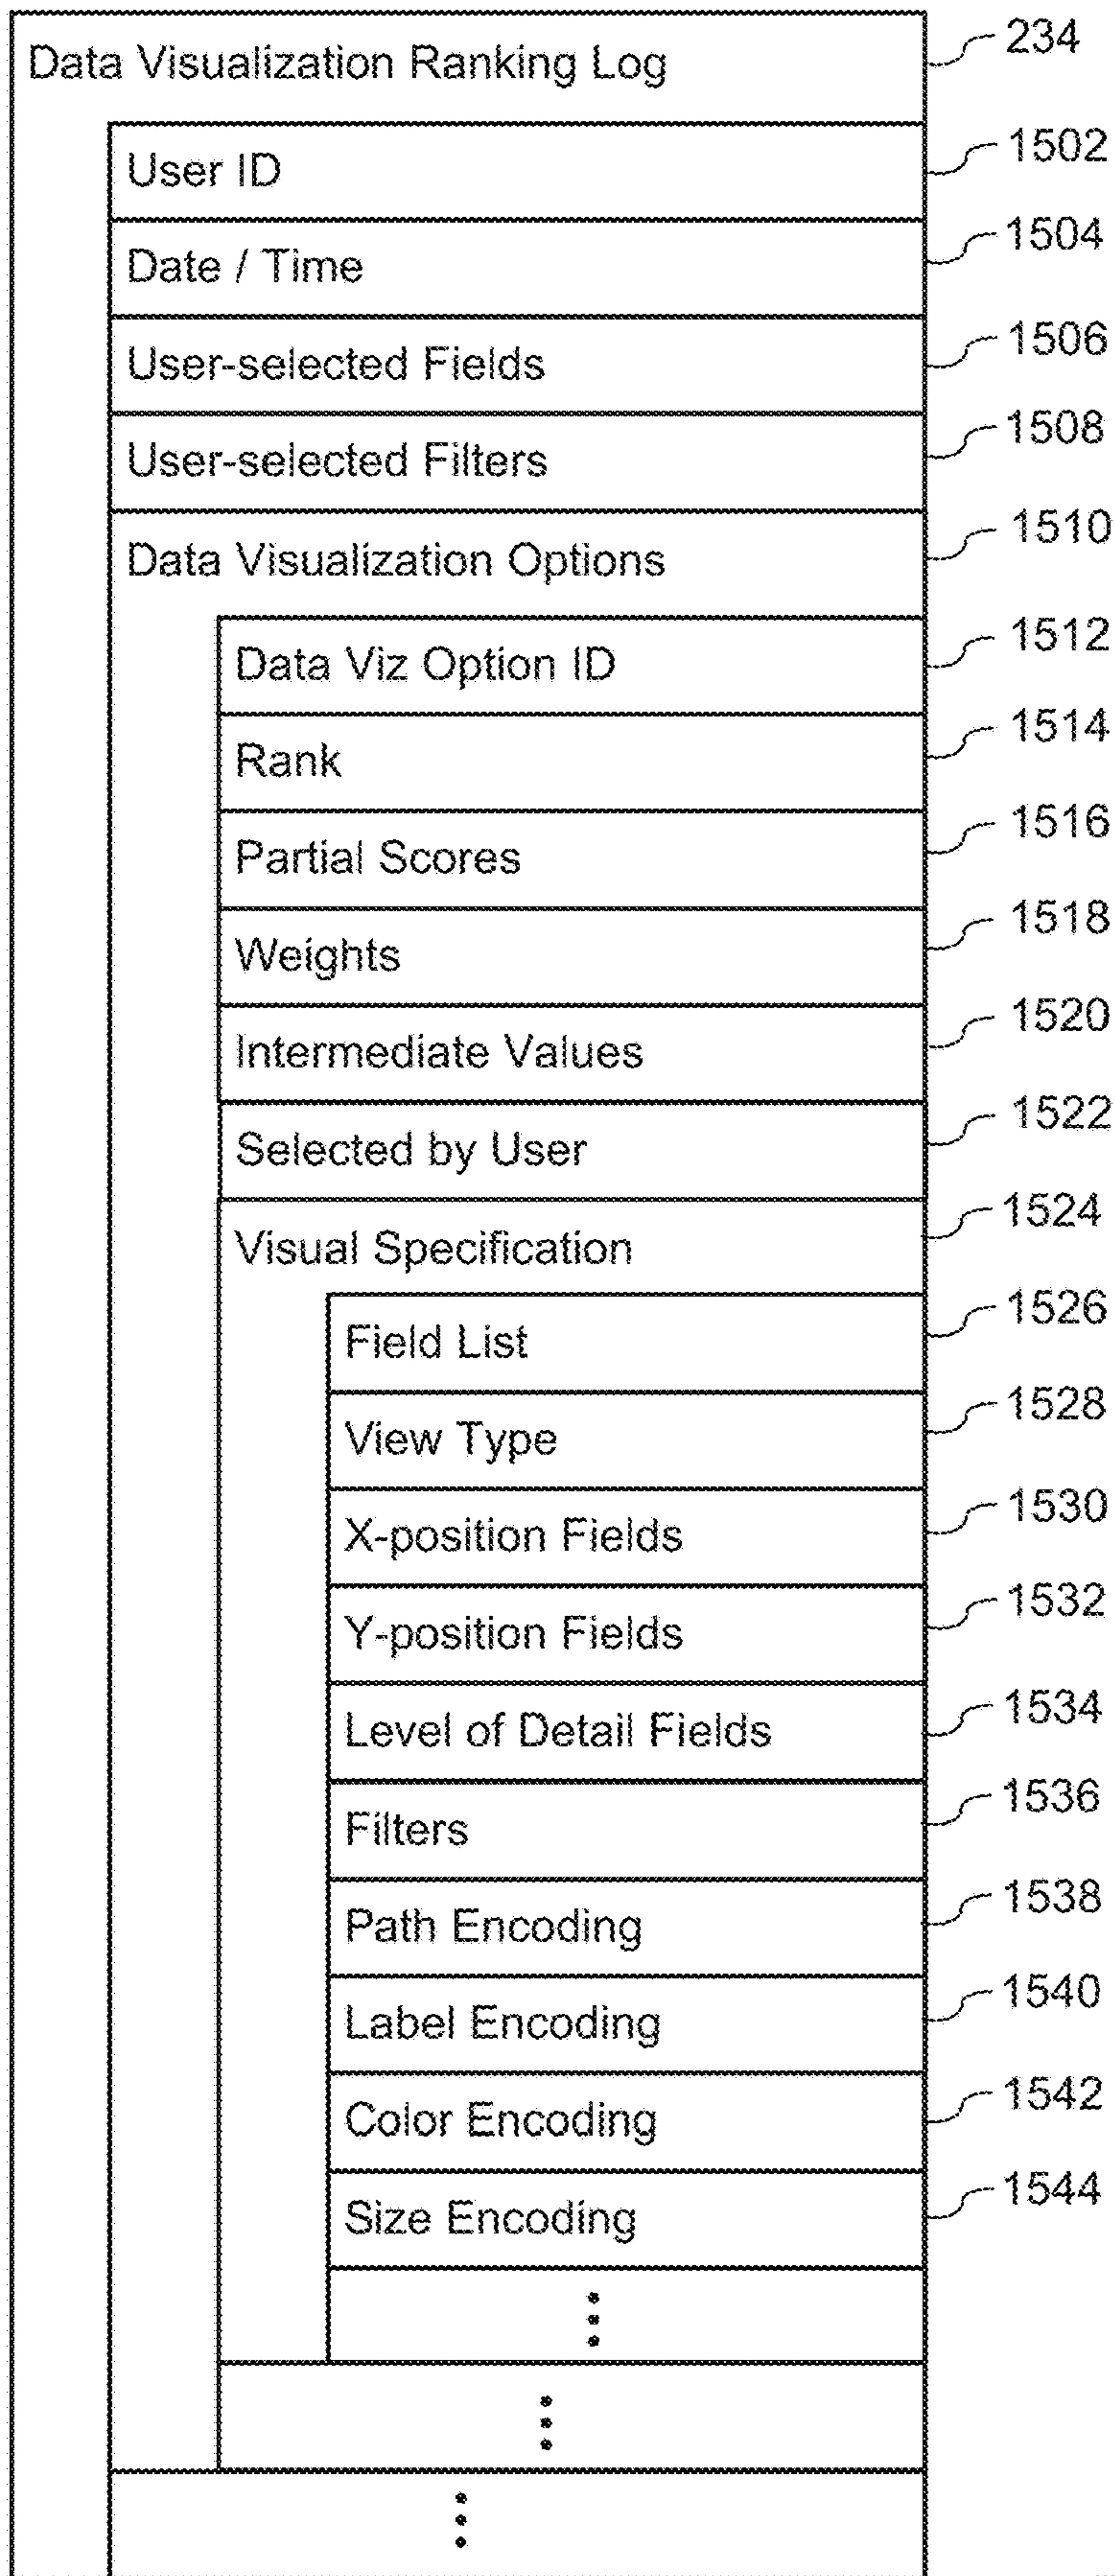 Data Visualization Ranking Log 234
User ID 1502
Date / Time 1504
User-selected Fields 1506
User-selected Filters 1508
Data Visualization Options 1510
Data Viz Option ID 1512
Rank 1514
Partial Scores 1516
Weights 1518
Intermediate Values 1520
Selected by User 1522
Visual Specification 1524
Field List 1526
View Type 1528
X-position Fields 1530
Y-position Fields 1532
Level of Detail Fields 1534
Filters 1536
Path Encoding 1538
Label Encoding 1540
Color Encoding 1542
Size Encoding 1544